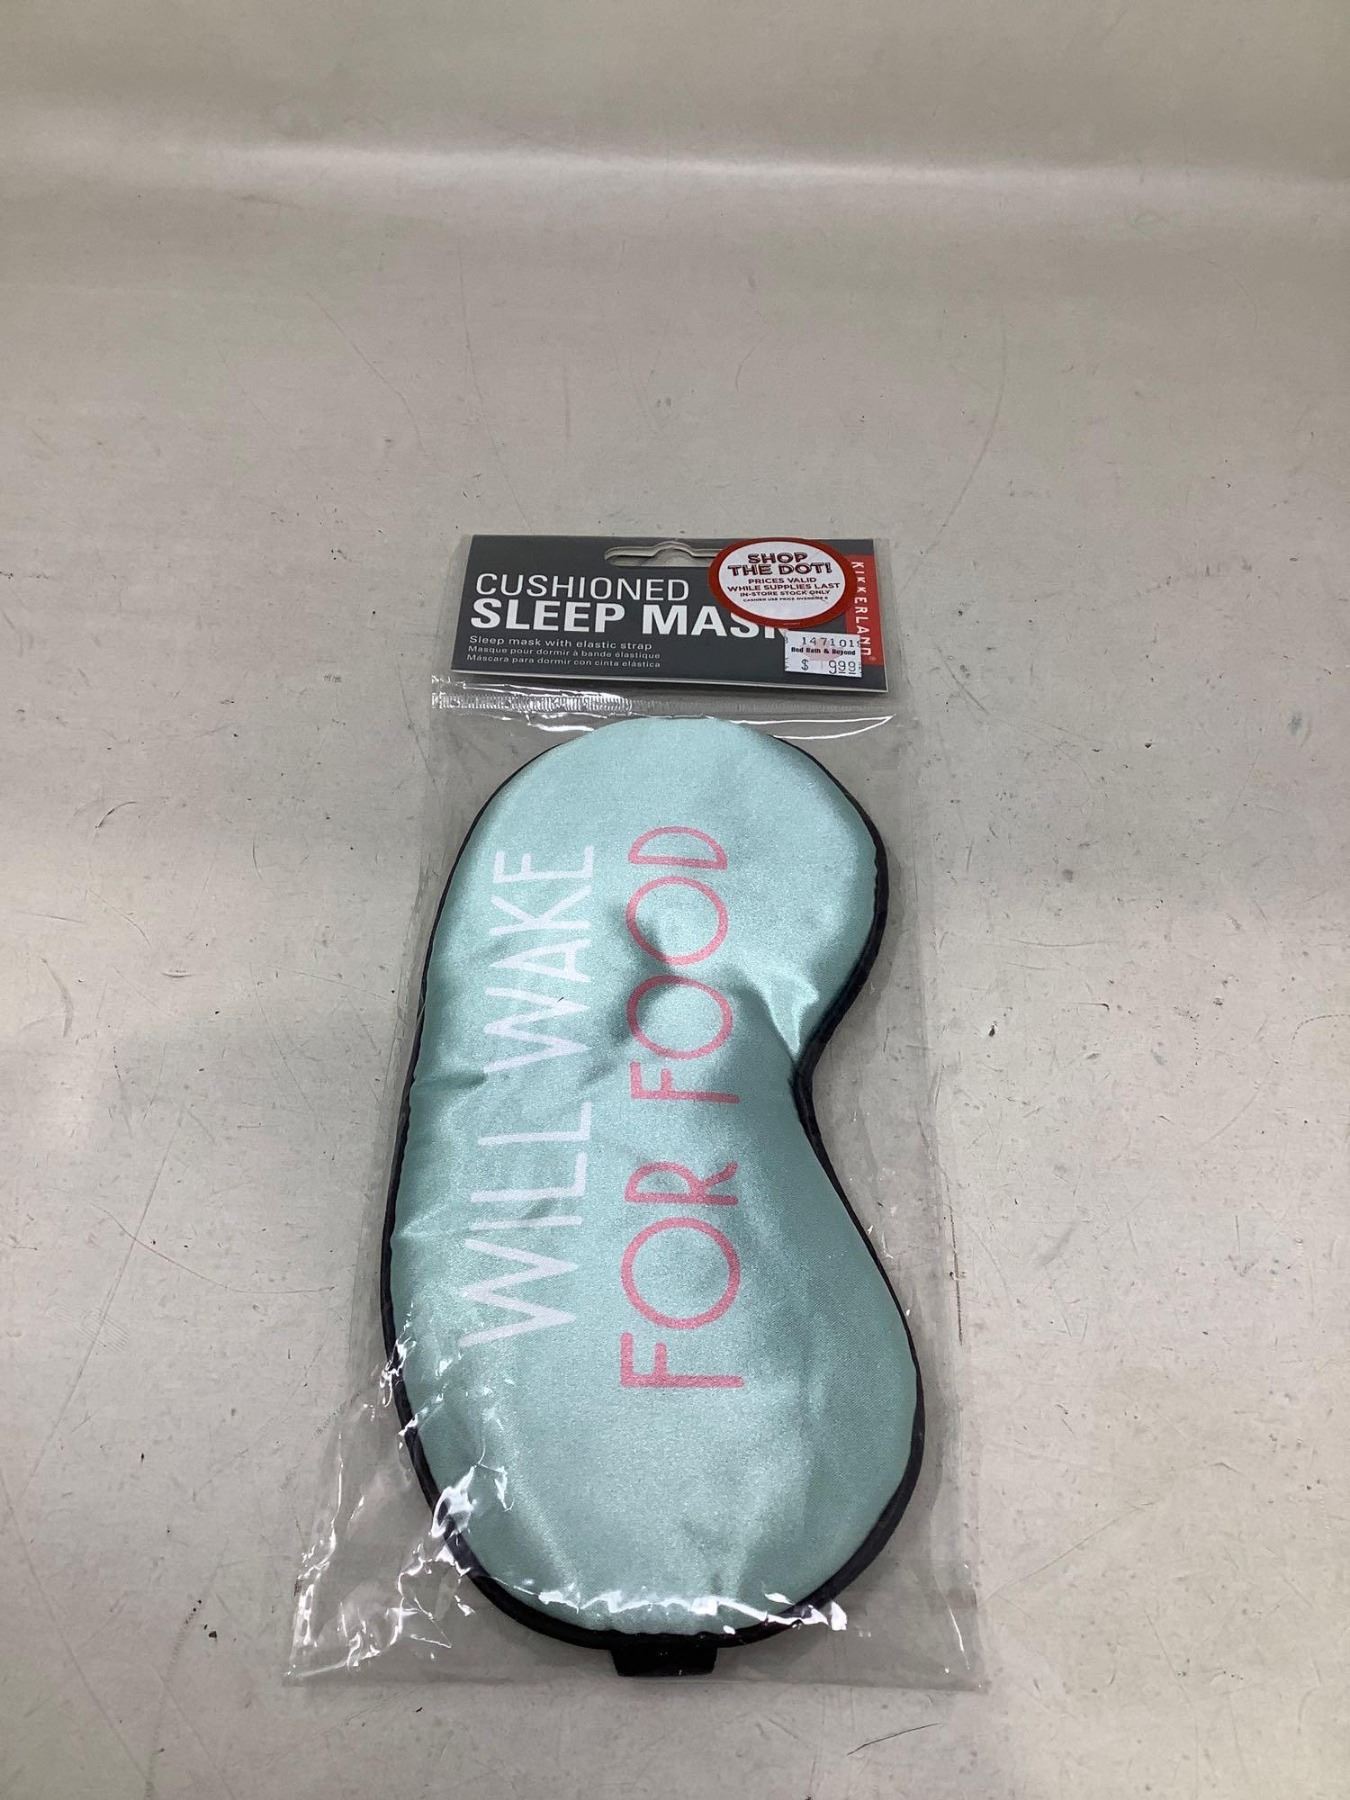 CUSHIONED
SLEEP MASK
Sleep mask with elastic strap
Masque pour dormir à bande élastique
Máscara para dormir con cinta elástica
SHOP
THE DOT!
PRICES VALID
WHILE SUPPLIES LAST
IN-STORE STOCK ONLY
KIKKERLAND®
Bed Bath & Beyond
$ 999
WILL WAKE
FOR FOOD